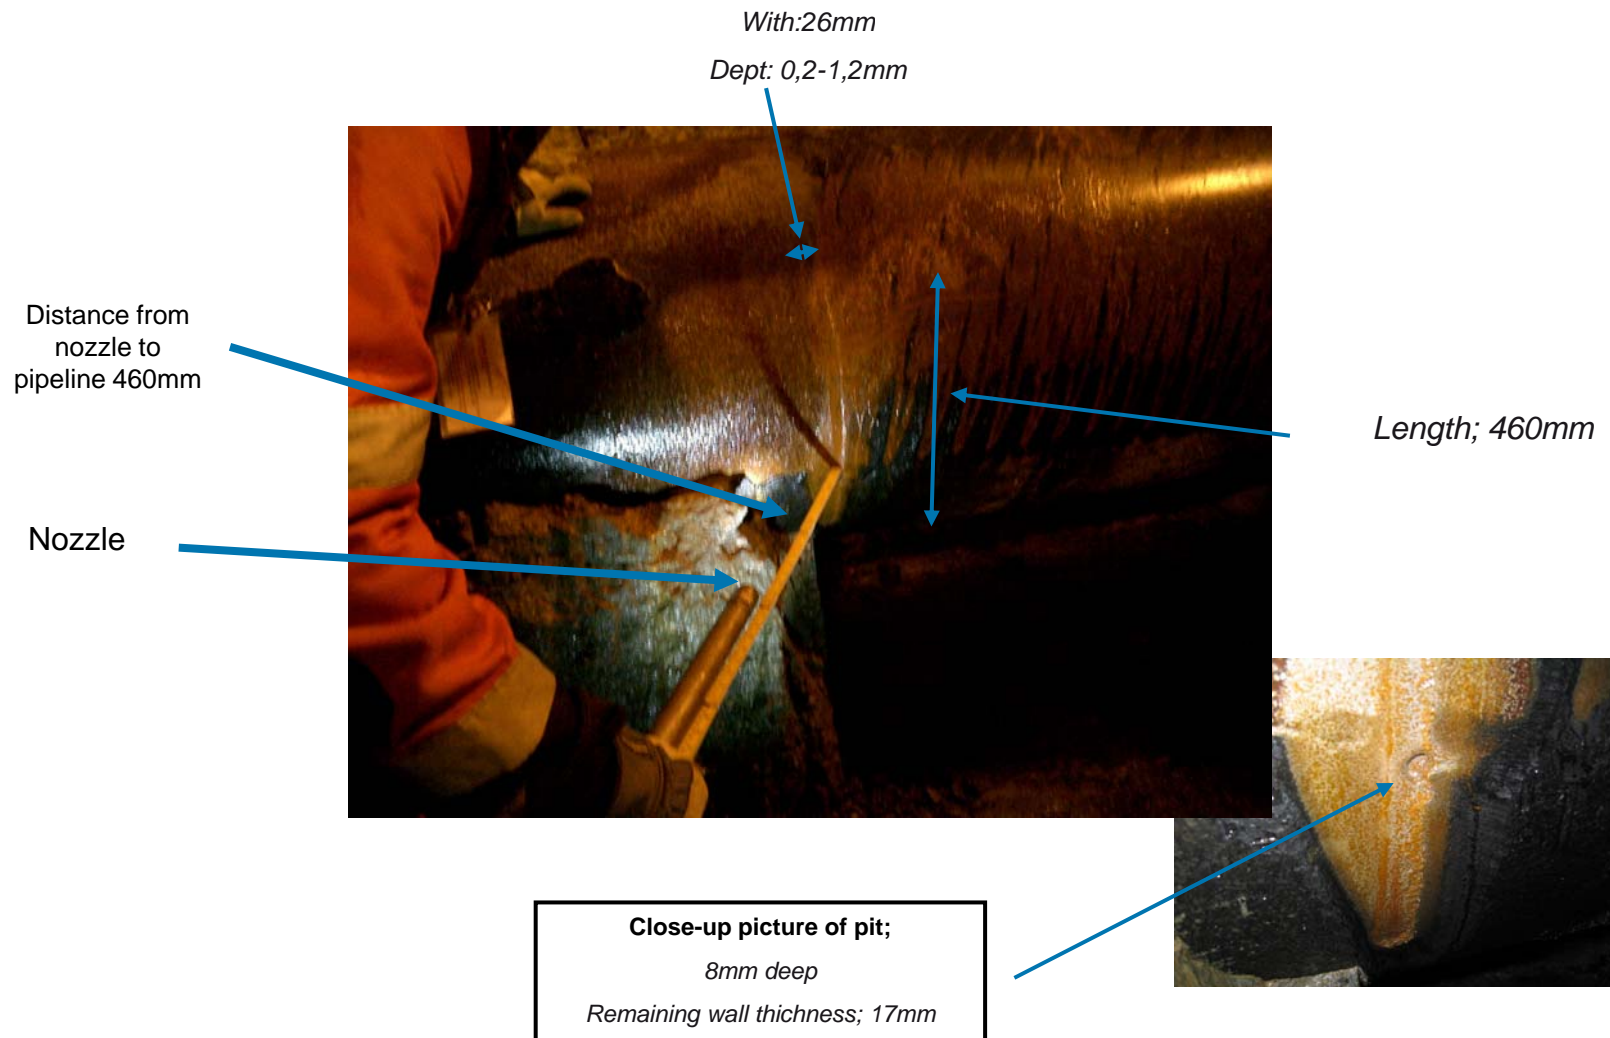 With:26mm
Dept: 0,2-1,2mm
Distance from
nozzle to
pipeline 460mm
Length; 460mm
Nozzle
Close-up picture of pit;
8mm deep
Remaining wall thichness; 17mm